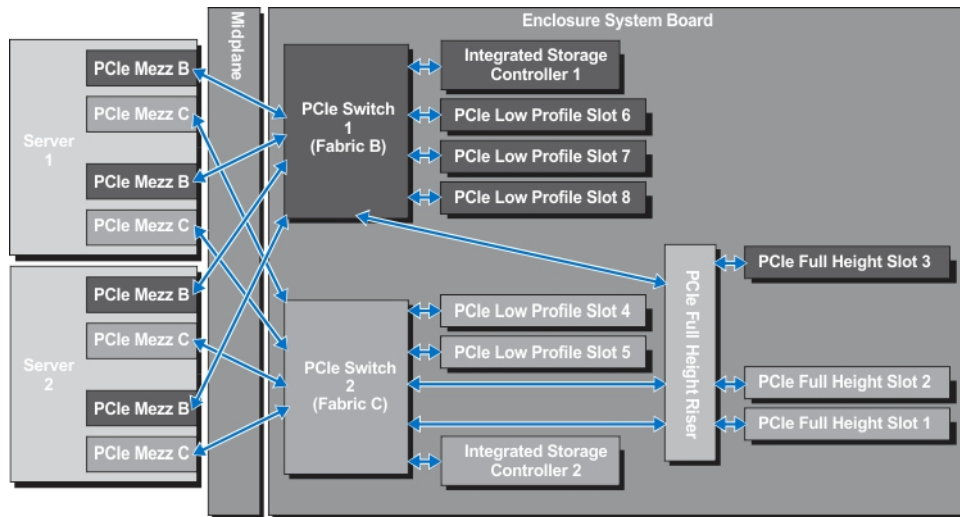 Enclosure System Board
Midplane
PCIe Mezz B
PCIe Mezz C
Server
1
PCIe Mezz B
PCIe Mezz C
PCIe Mezz B
PCIe Mezz C
Server
2
PCIe Mezz B
PCIe Mezz C
PCIe Switch
1
(Fabric B)
Integrated Storage
Controller 1
PCIe Low Profile Slot 6
PCIe Low Profile Slot 7
PCIe Low Profile Slot 8
PCIe Switch
2
(Fabric C)
PCIe Low Profile Slot 4
PCIe Low Profile Slot 5
Integrated Storage
Controller 2
PCIe Full Height Riser
PCIe Full Height Slot 3
PCIe Full Height Slot 2
PCIe Full Height Slot 1